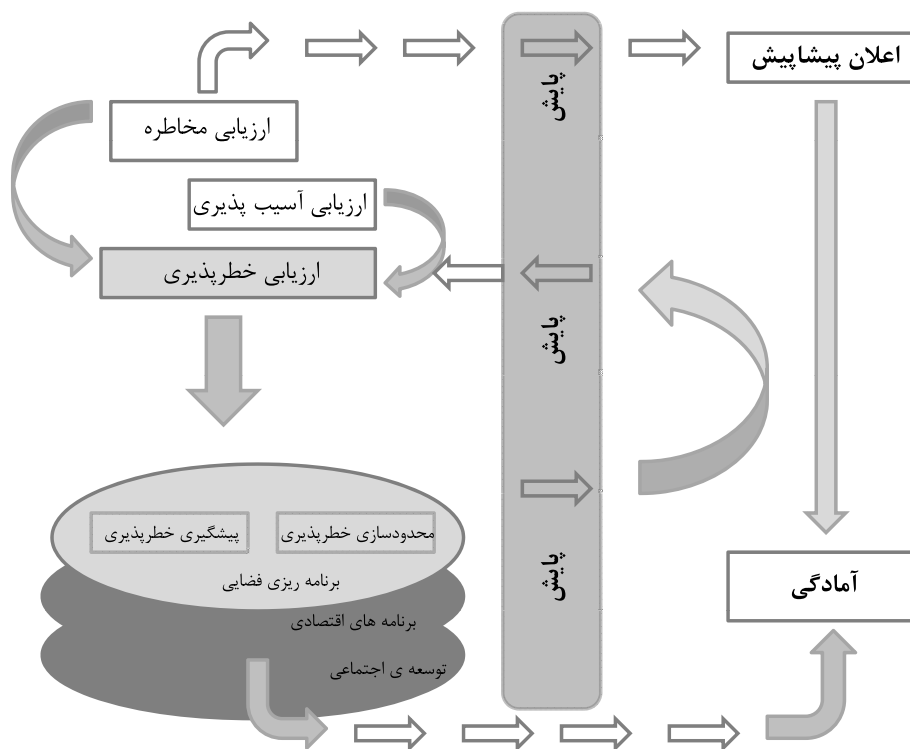 اعلان پیشاپیش
پایش
ارزیابی مخاطره
ارزیابی آسیب پذیری
ارزیابی خطرپذیری
پایش
محدودسازی خطرپذیری
پیشگیری خطرپذیری
برنامه ریزی فضایی
پایش
آمادگی
برنامه های اقتصادی
توسعه ی اجتماعی